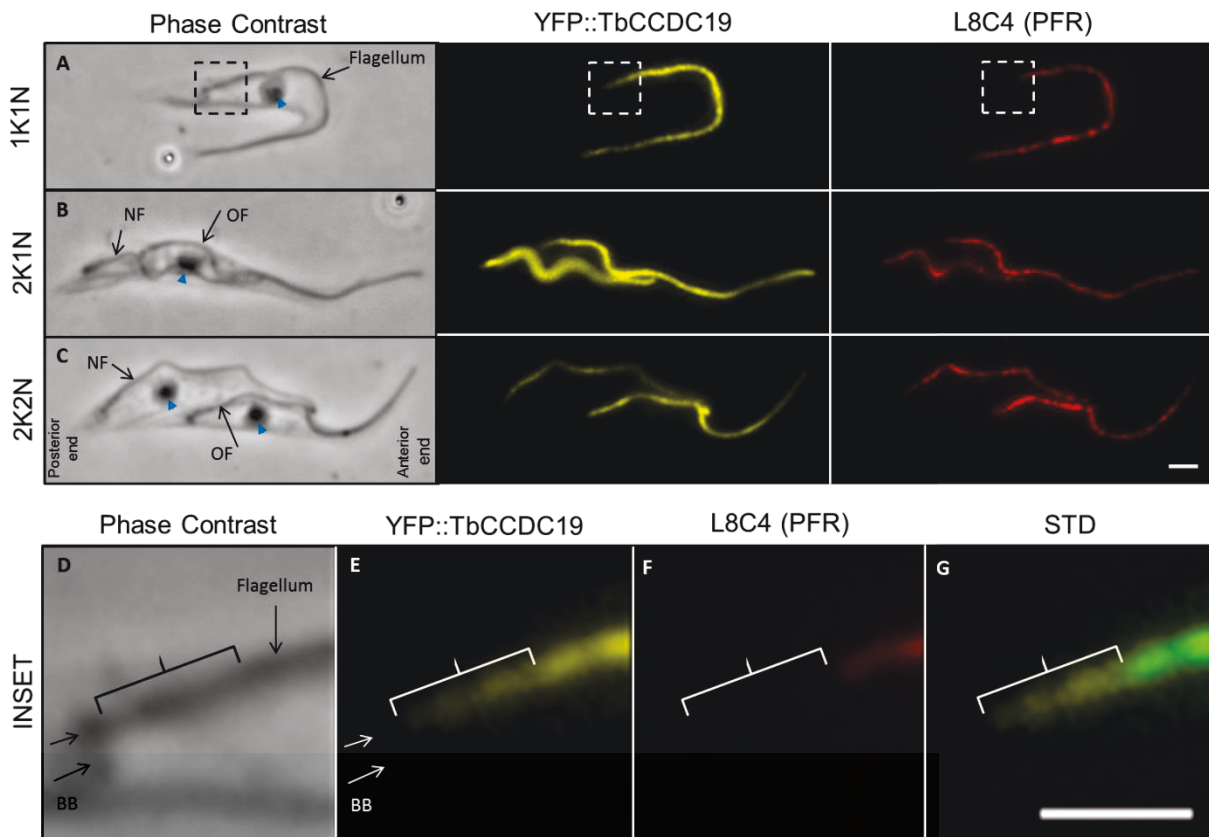 Phase Contrast YFP::TbCCDC19 L8C4 (PFR)
1K1N
A
Flagellum
2K1N
B
NF
OF
2K2N
C
NF
OF
Posterior end
Anterior end
Phase Contrast YFP::TbCCDC19 L8C4 (PFR) STD
INSET
D
Flagellum
BB
E
BB
F
G